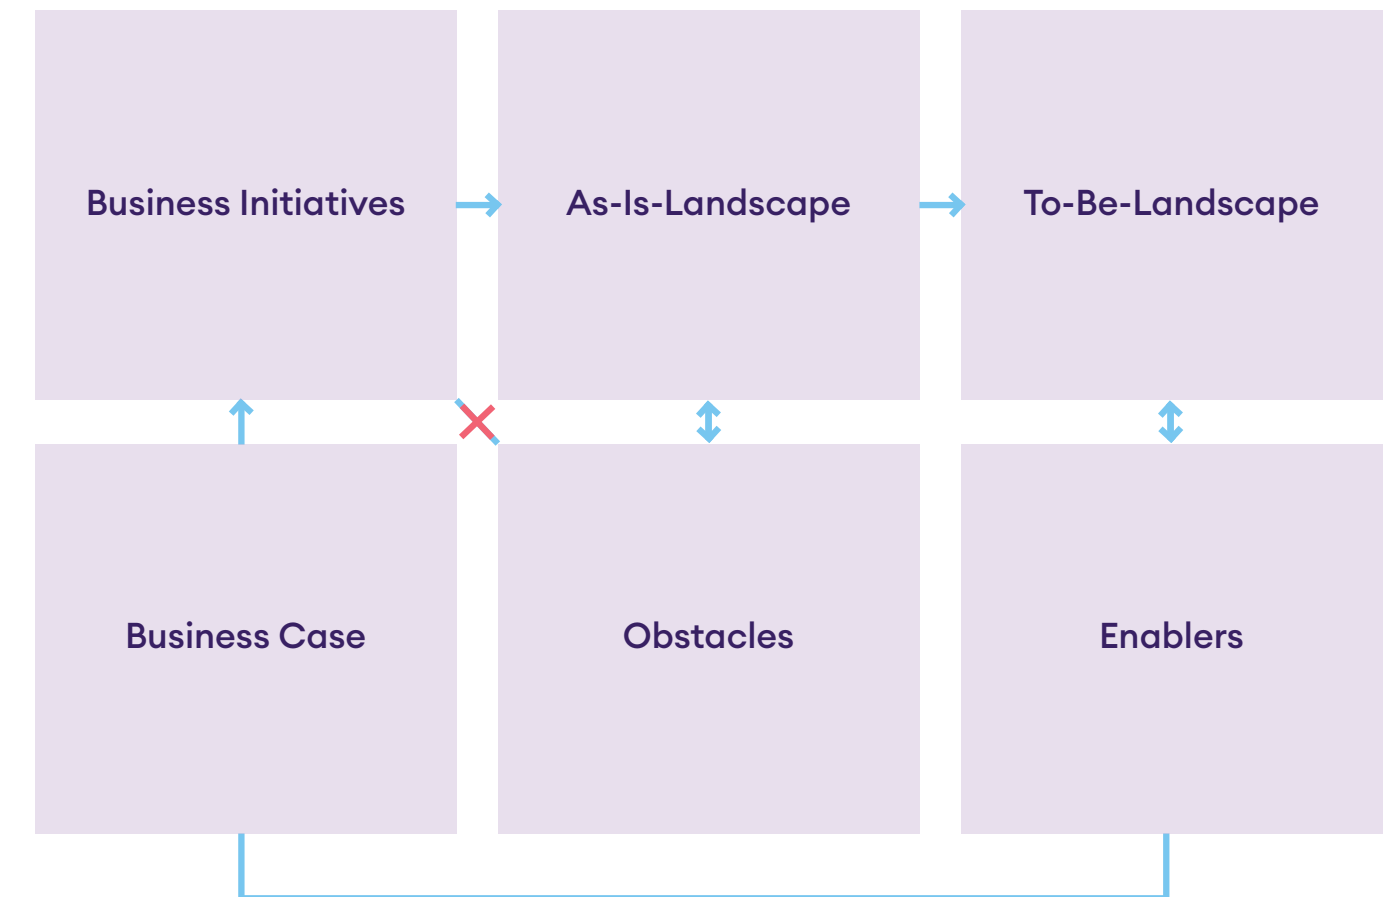 Business Initiatives
As-Is-Landscape
To-Be-Landscape
Business Case
Obstacles
Enablers